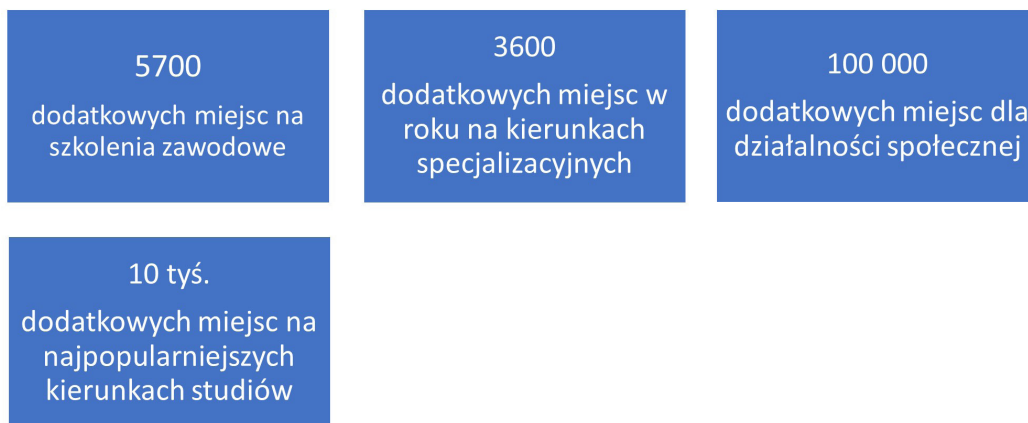 5700
dodatkowych miejsc na
szkolenia zawodowe
3600
dodatkowych miejsc w
roku na kierunkach
specjalizacyjnych
100 000
dodatkowych miejsc dla
działalności społecznej
10 tyś.
dodatkowych miejsc na
najpopularniejszych
kierunkach studiów